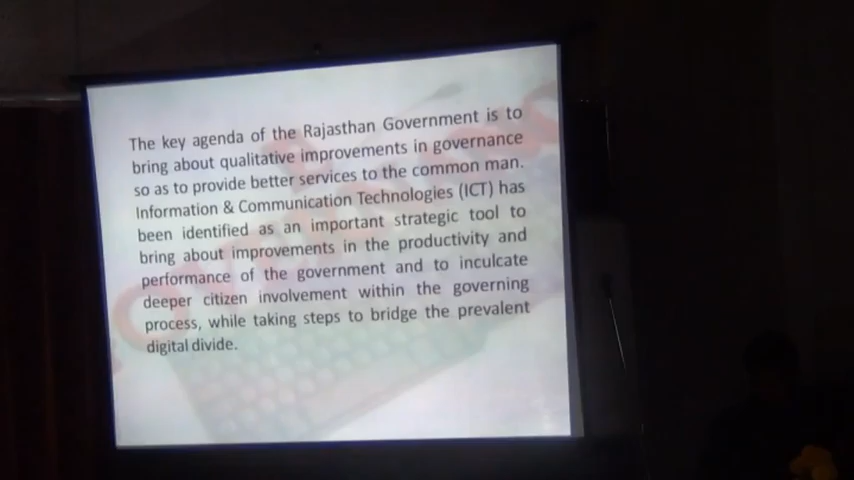 The key agenda of the Rajasthan Government is to
bring about qualitative improvements in governance
so as to provide better services to the common man.
Information & Communication Technologies (ICT) has
been identified as an important strategic tool to
bring about improvements in the productivity and
performance of the government and to inculcate
deeper citizen involvement within the governing
process, while taking steps to bridge the prevalent
digital divide.